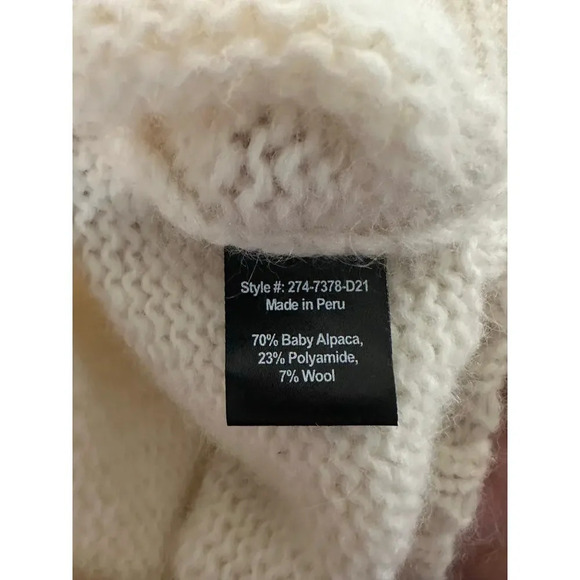 Style #: 274-7378-D21
Made in Peru
70% Baby Alpaca,
23% Polyamide,
7% Wool